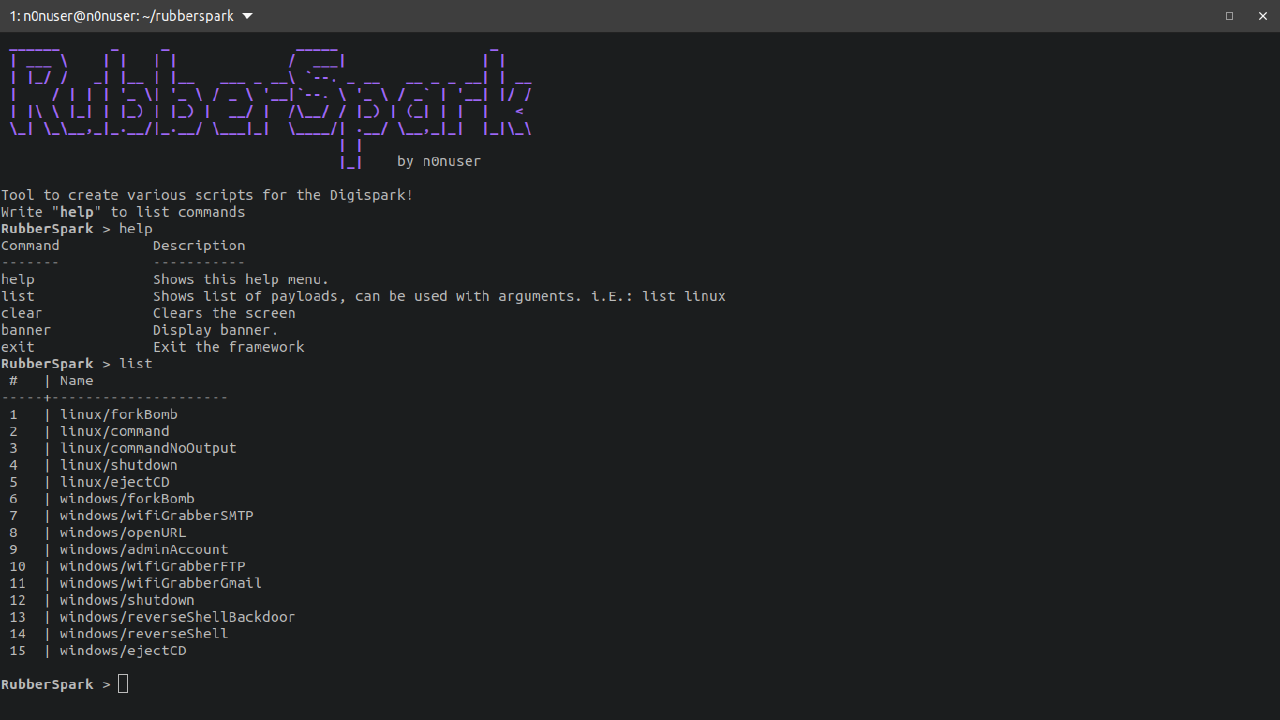 1: n0nuser@n0nuser: ~/rubberspark
RubberSpark
by n0nuser
Tool to create various scripts for the Digispark!
Write "help" to list commands
RubberSpark > help
Command Description
------- -----------
help Shows this help menu.
list Shows list of payloads, can be used with arguments. i.E.: list linux
clear Clears the screen
banner Display banner.
exit Exit the framework
RubberSpark > list
# | Name
-----+---------------------
1 | linux/forkBomb
2 | linux/command
3 | linux/commandNoOutput
4 | linux/shutdown
5 | linux/ejectCD
6 | windows/forkBomb
7 | windows/wifiGrabberSMTP
8 | windows/openURL
9 | windows/adminAccount
10 | windows/wifiGrabberFTP
11 | windows/wifiGrabberGmail
12 | windows/shutdown
13 | windows/reverseShellBackdoor
14 | windows/reverseShell
15 | windows/ejectCD
RubberSpark >